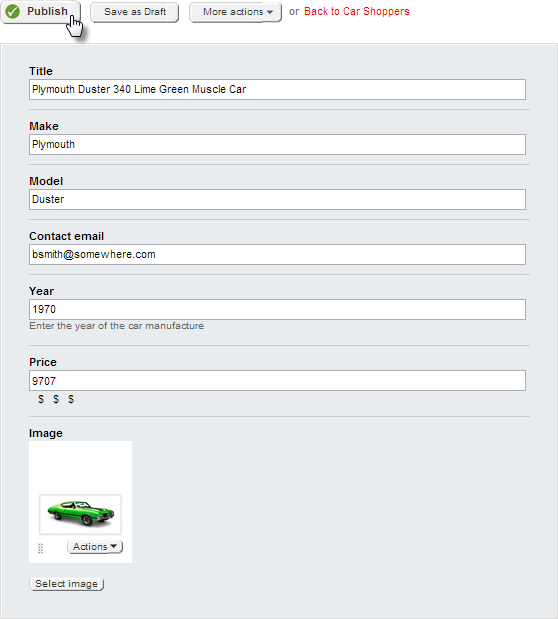 Publish Save as Draft More actions or Back to Car Shoppers
Title
Plymouth Duster 340 Lime Green Muscle Car
Make
Plymouth
Model
Duster
Contact email
bsmith@somewhere.com
Year
1970
Enter the year of the car manufacture
Price
9707
$ $ $
Image
Actions
Select image